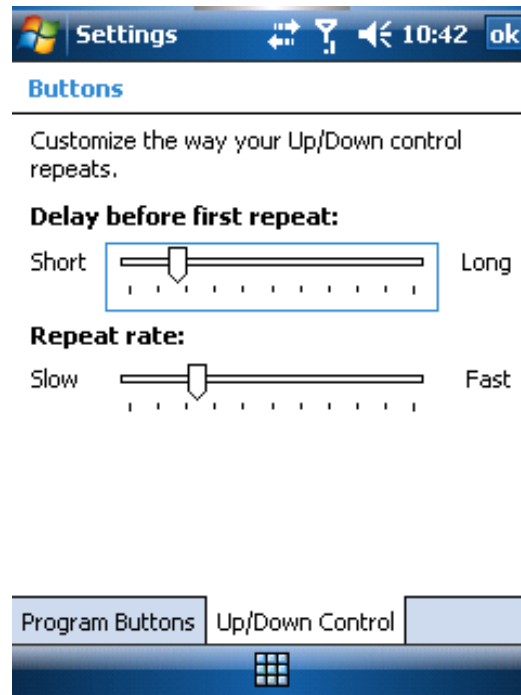 Settings 10:42 ok
Buttons
Customize the way your Up/Down control
repeats.
Delay before first repeat:
Short Long
Repeat rate:
Slow Fast
Program Buttons Up/Down Control